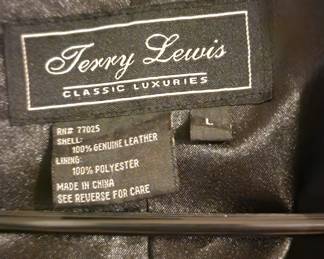 Terry Lewis
CLASSIC LUXURIES
RN# 77025
SHELL:
100% GENUINE LEATHER
LINING:
100% POLYESTER
MADE IN CHINA
SEE REVERSE FOR CARE
L